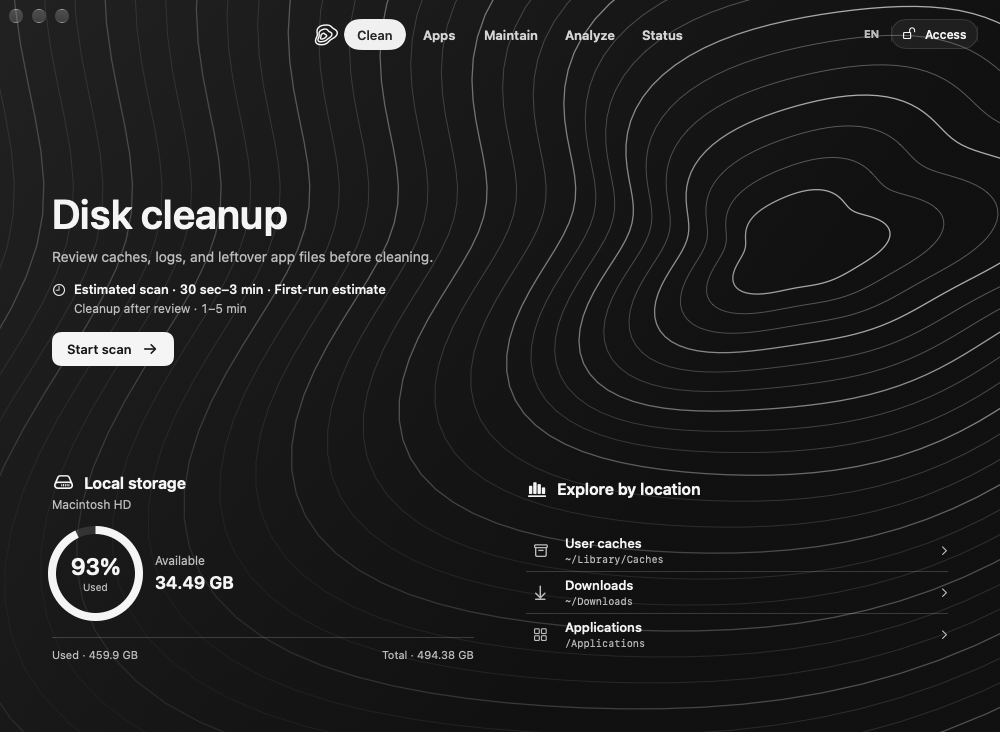 Clean
Apps
Maintain
Analyze
Status
EN
Access
Disk cleanup
Review caches, logs, and leftover app files before cleaning.
Estimated scan · 30 sec–3 min · First-run estimate
Cleanup after review · 1–5 min
Start scan
Local storage
Macintosh HD
93%
Used
Available
34.49 GB
Used · 459.9 GB
Total · 494.38 GB
Explore by location
User caches
~/Library/Caches
Downloads
~/Downloads
Applications
/Applications